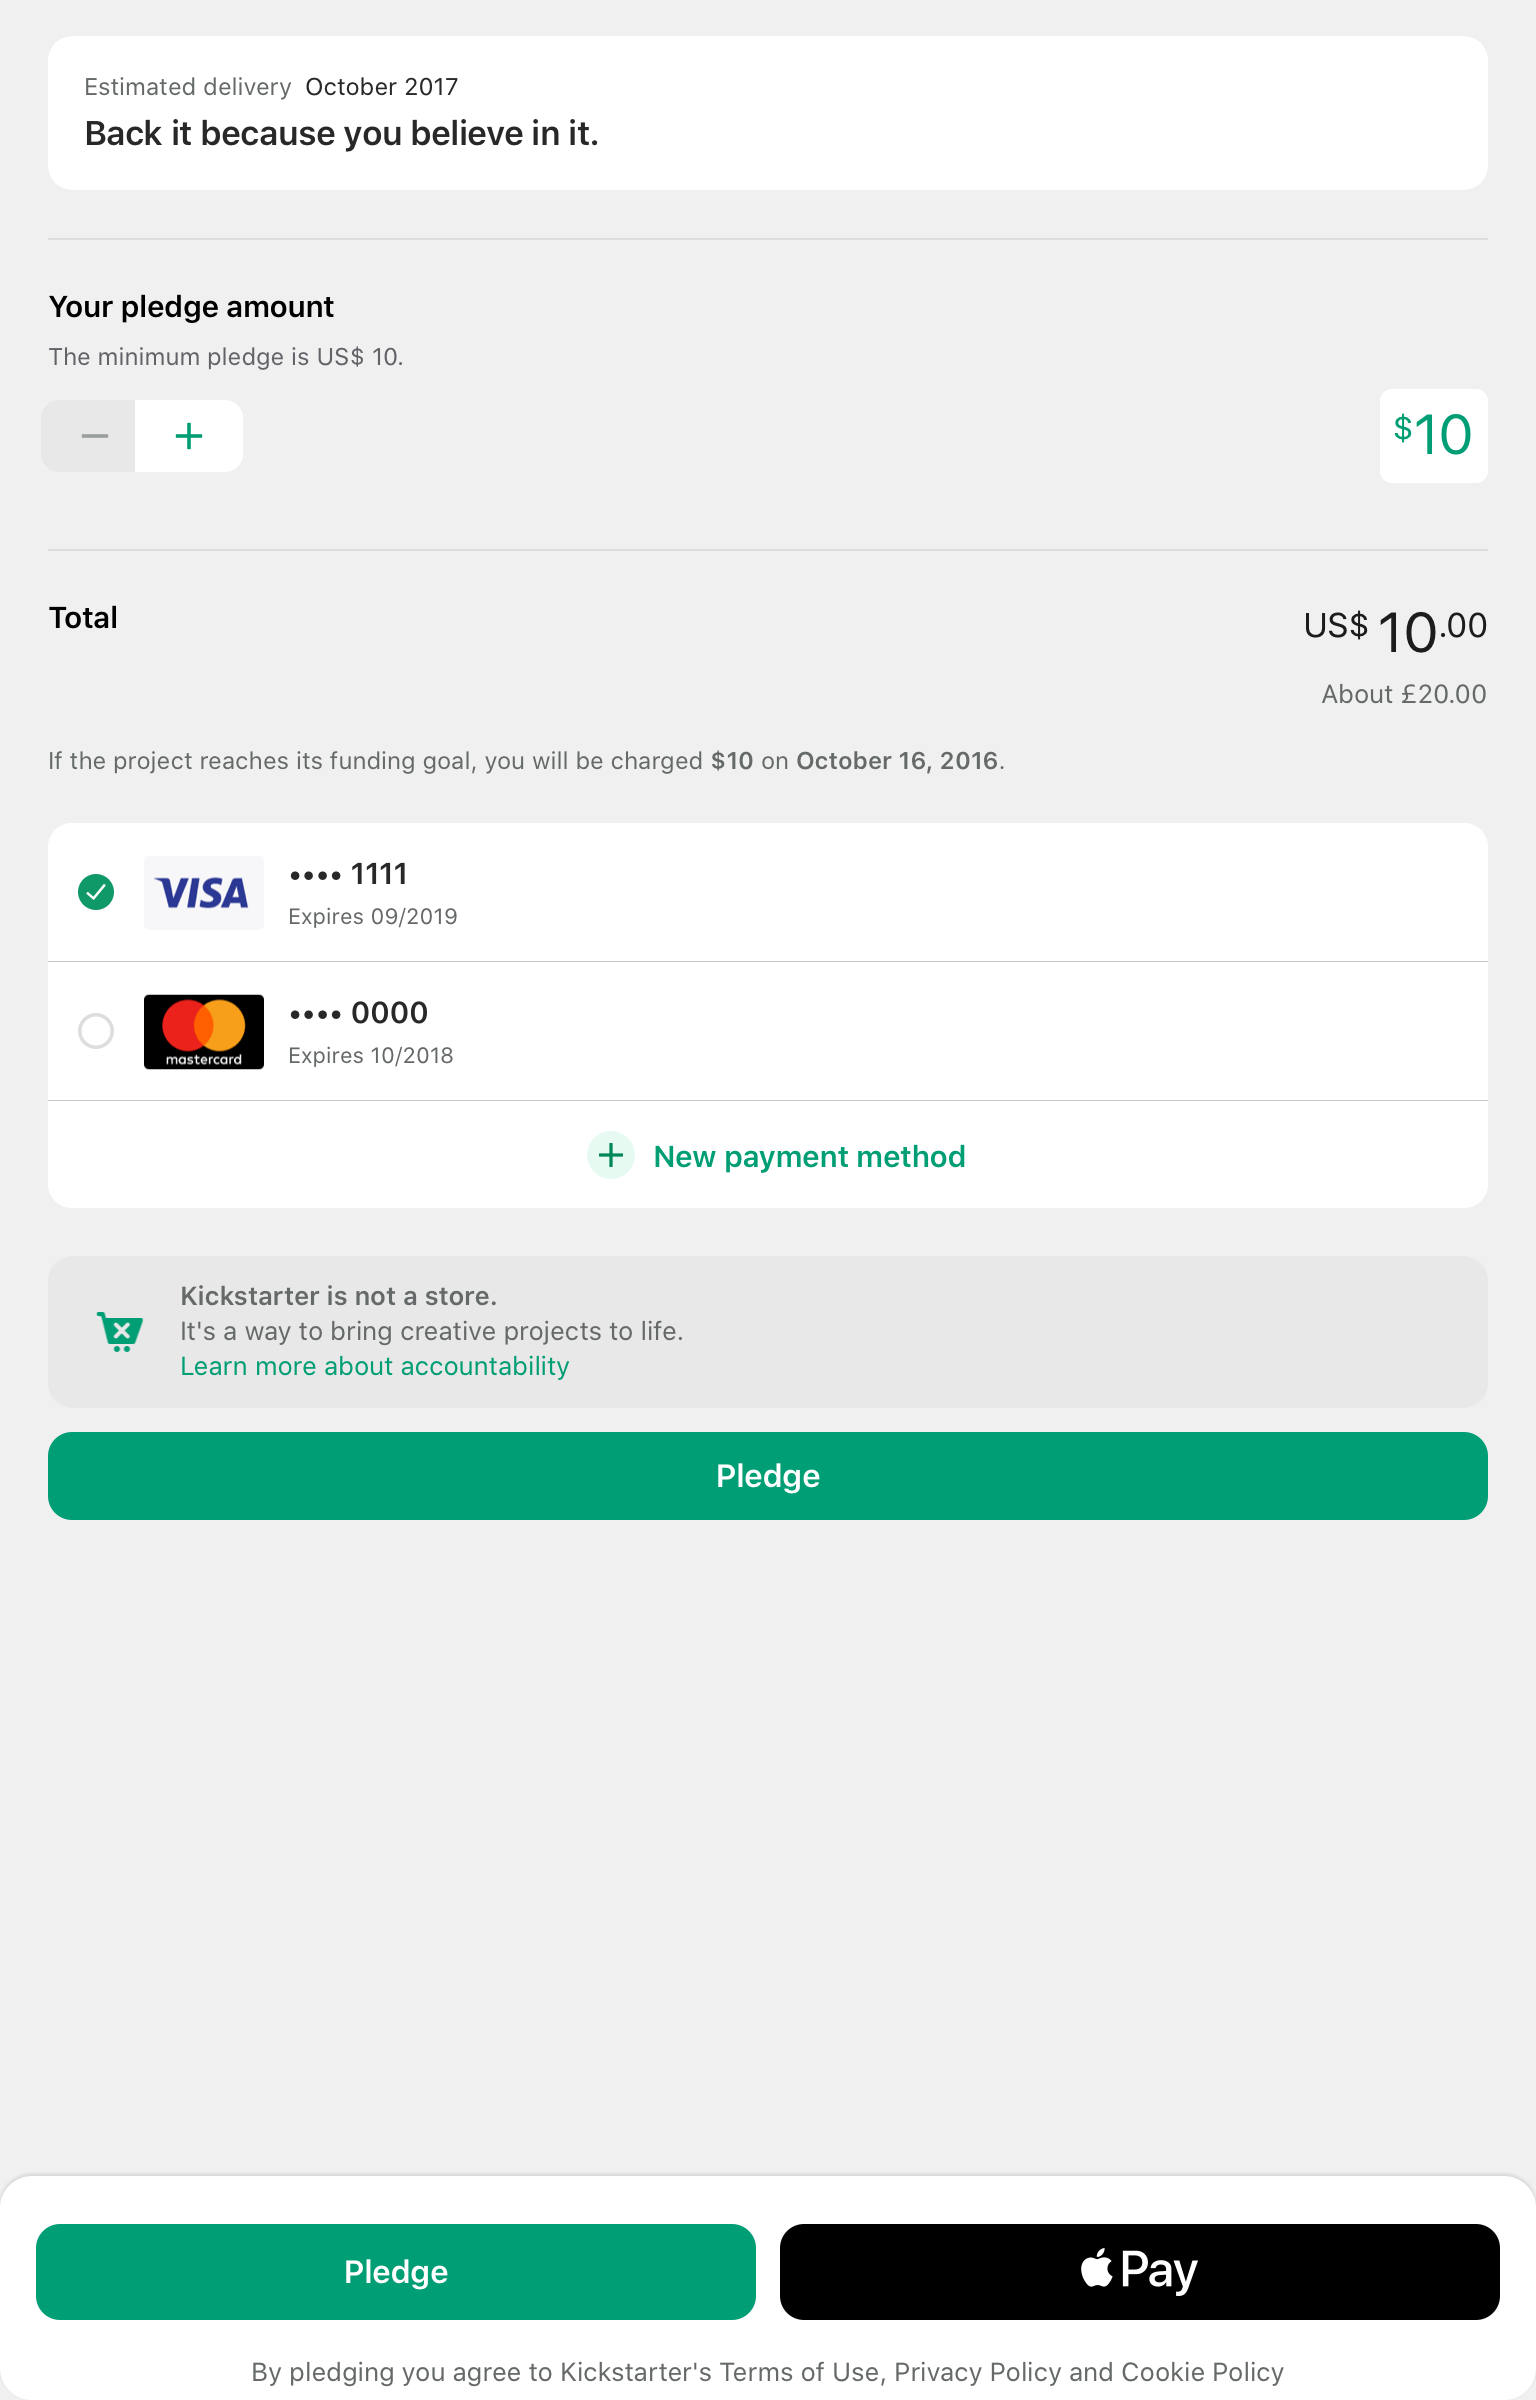 Estimated delivery October 2017
Back it because you believe in it.
Your pledge amount
The minimum pledge is US$ 10.
$10
Total
US$ 10.00
About £20.00
If the project reaches its funding goal, you will be charged $10 on October 16, 2016.
VISA
•••• 1111
Expires 09/2019
mastercard
•••• 0000
Expires 10/2018
New payment method
Kickstarter is not a store.
It's a way to bring creative projects to life.
Learn more about accountability
Pledge
Pledge
Pay
By pledging you agree to Kickstarter's Terms of Use, Privacy Policy and Cookie Policy